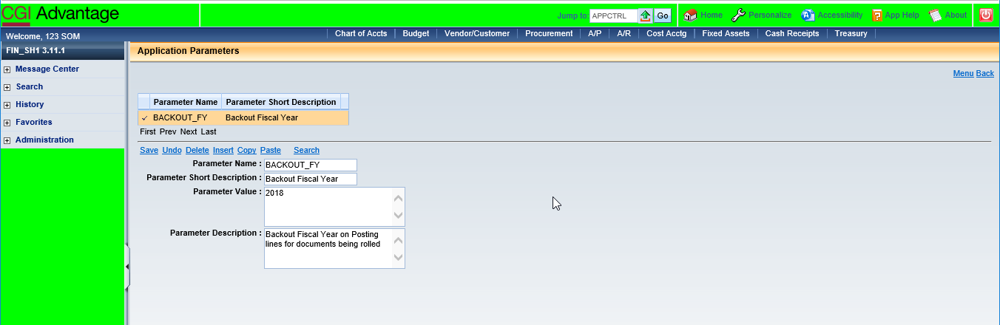 CGI Advantage
Jump to: APPCTRL Go Home Personalize Accessibility App Help About
Welcome, 123 SOM
Chart of Accts Budget Vendor/Customer Procurement A/P A/R Cost Acctg Fixed Assets Cash Receipts Treasury
FIN_SH1 3.11.1
Application Parameters
Message Center
Search
History
Favorites
Administration
Menu Back
Parameter Name Parameter Short Description
BACKOUT_FY Backout Fiscal Year
First Prev Next Last
Save Undo Delete Insert Copy Paste Search
Parameter Name : BACKOUT_FY
Parameter Short Description : Backout Fiscal Year
Parameter Value : 2018
Parameter Description : Backout Fiscal Year on Posting
lines for documents being rolled